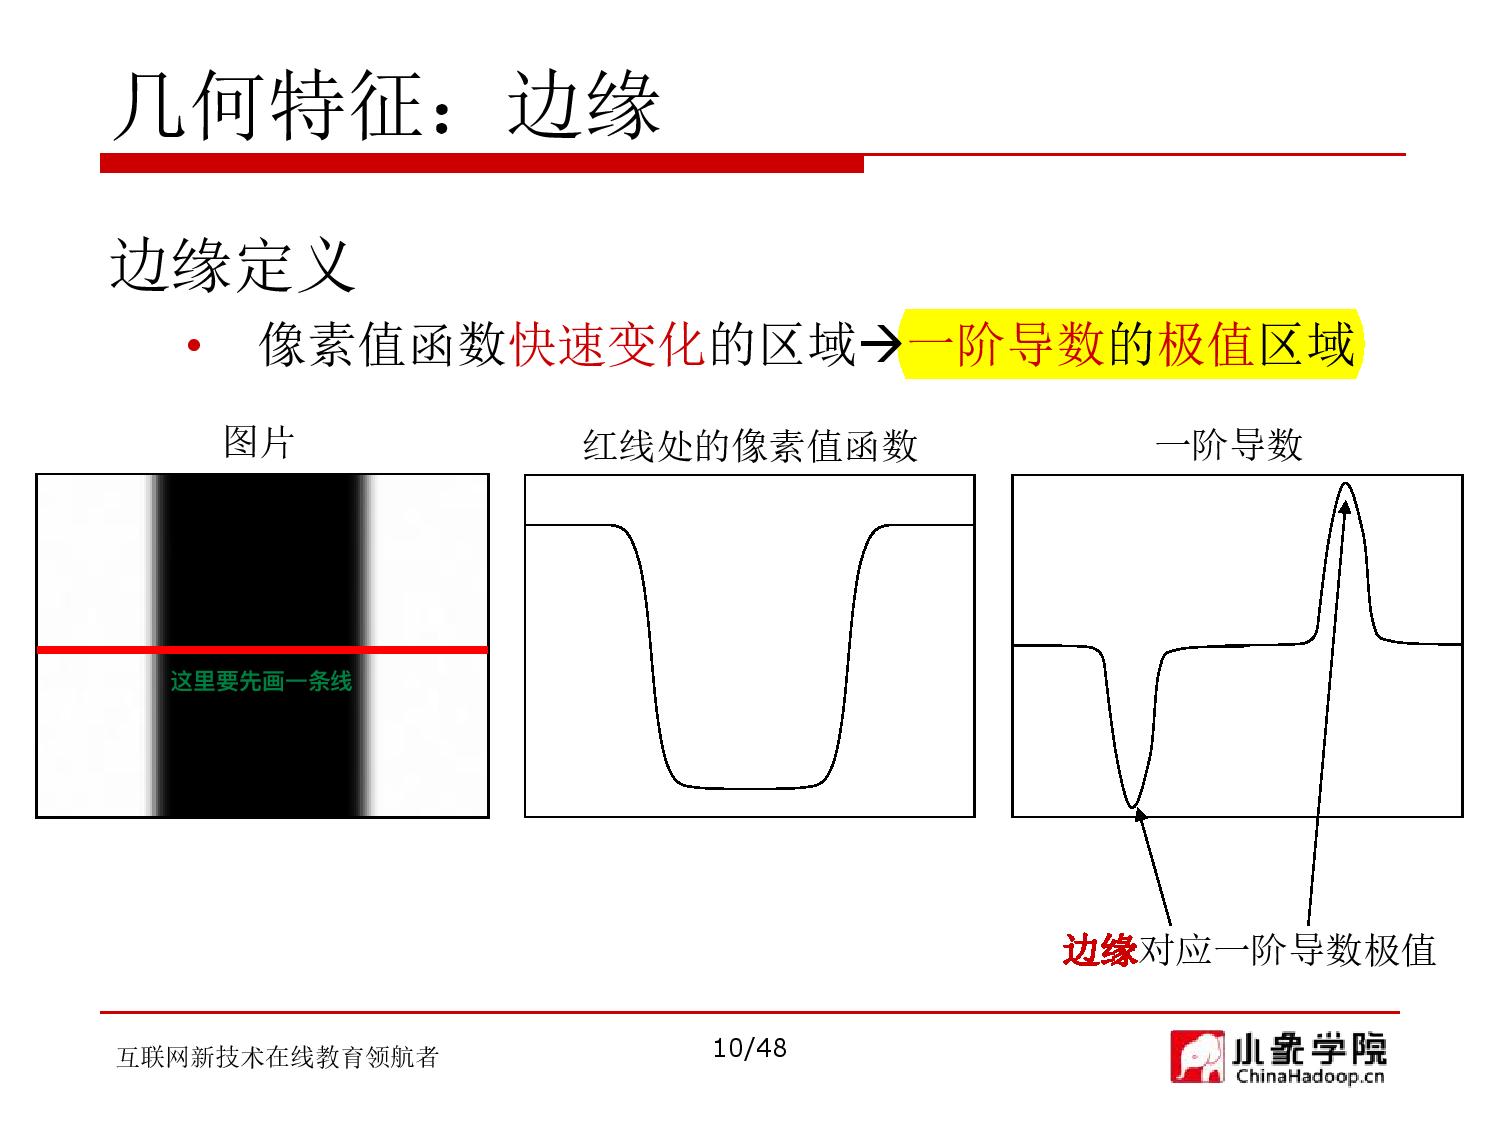 几何特征：边缘
边缘定义
• 像素值函数快速变化的区域→一阶导数的极值区域
图片
红线处的像素值函数
一阶导数
这里要先画一条线
边缘对应一阶导数极值
互联网新技术在线教育领航者
10/48
小象学院
ChinaHadoop.cn